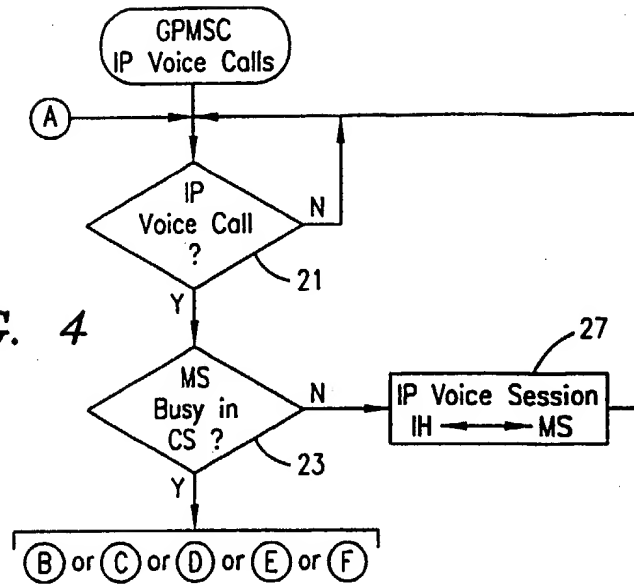 GPMSC
IP Voice Calls
A
IP
Voice Call
?
N
21
Y
G. 4
MS
Busy in
CS ?
N
23
Y
27
IP Voice Session
IH MS
B or C or D or E or F